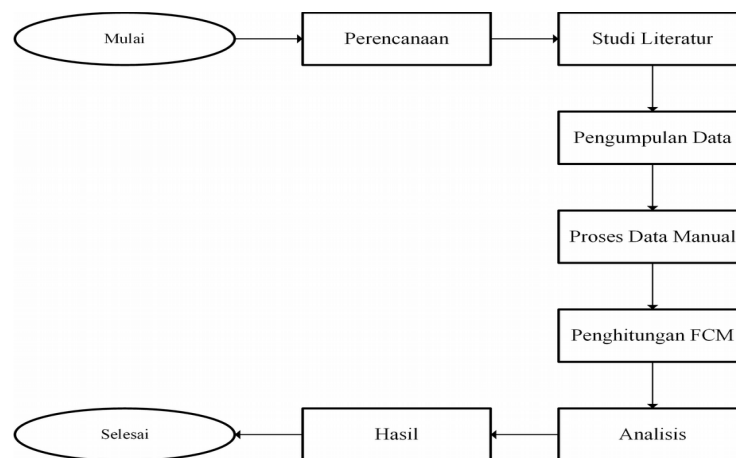 Mulai
Perencanaan
Studi Literatur
Pengumpulan Data
Proses Data Manual
Penghitungan FCM
Analisis
Hasil
Selesai